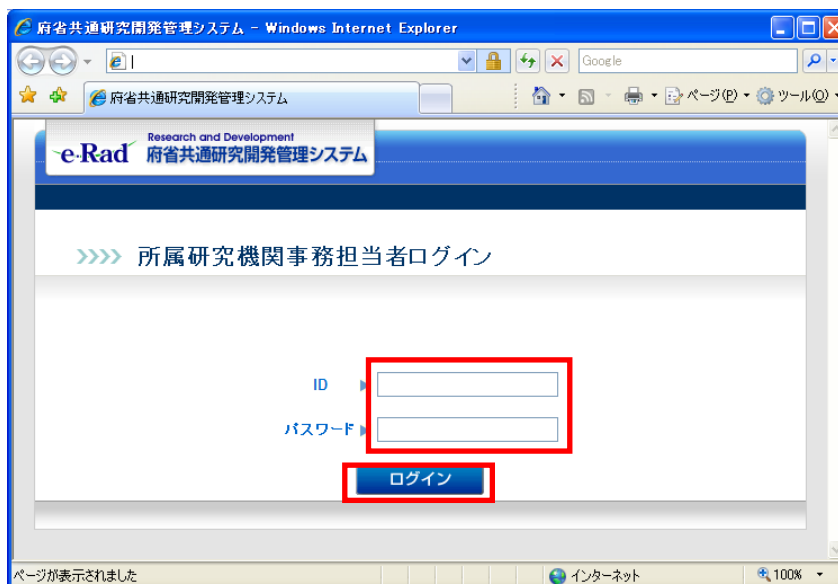 府省共通研究開発管理システム - Windows Internet Explorer
Google
府省共通研究開発管理システム
ページ(P)
ツール(O)
e-Rad
Research and Development
府省共通研究開発管理システム
>>>> 所属研究機関事務担当者ログイン
ID
パスワード
ログイン
ページが表示されました
インターネット
100%